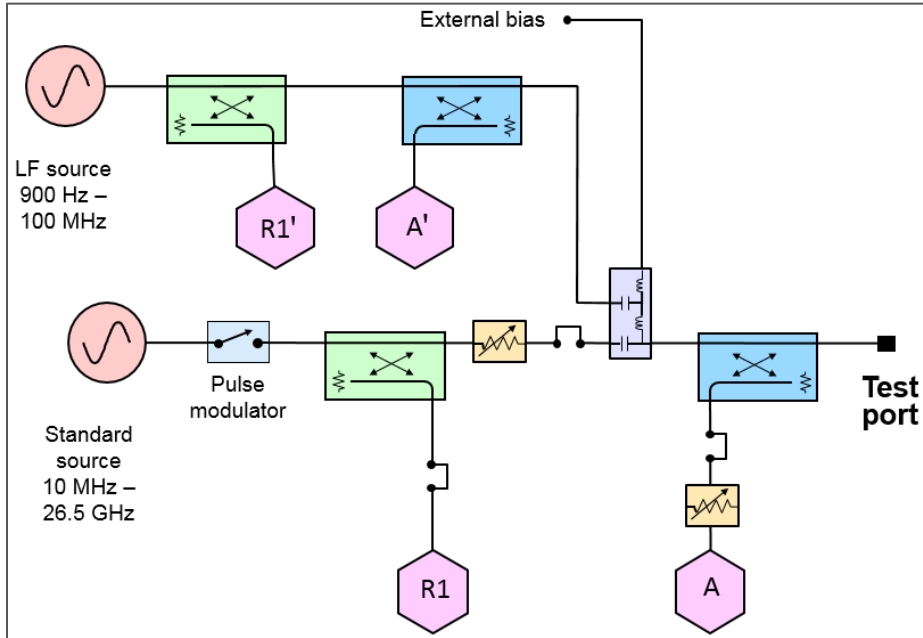 External bias
LF source
900 Hz –
100 MHz
R1'
A'
Pulse
modulator
Standard
source
10 MHz –
26.5 GHz
Test
port
R1
A